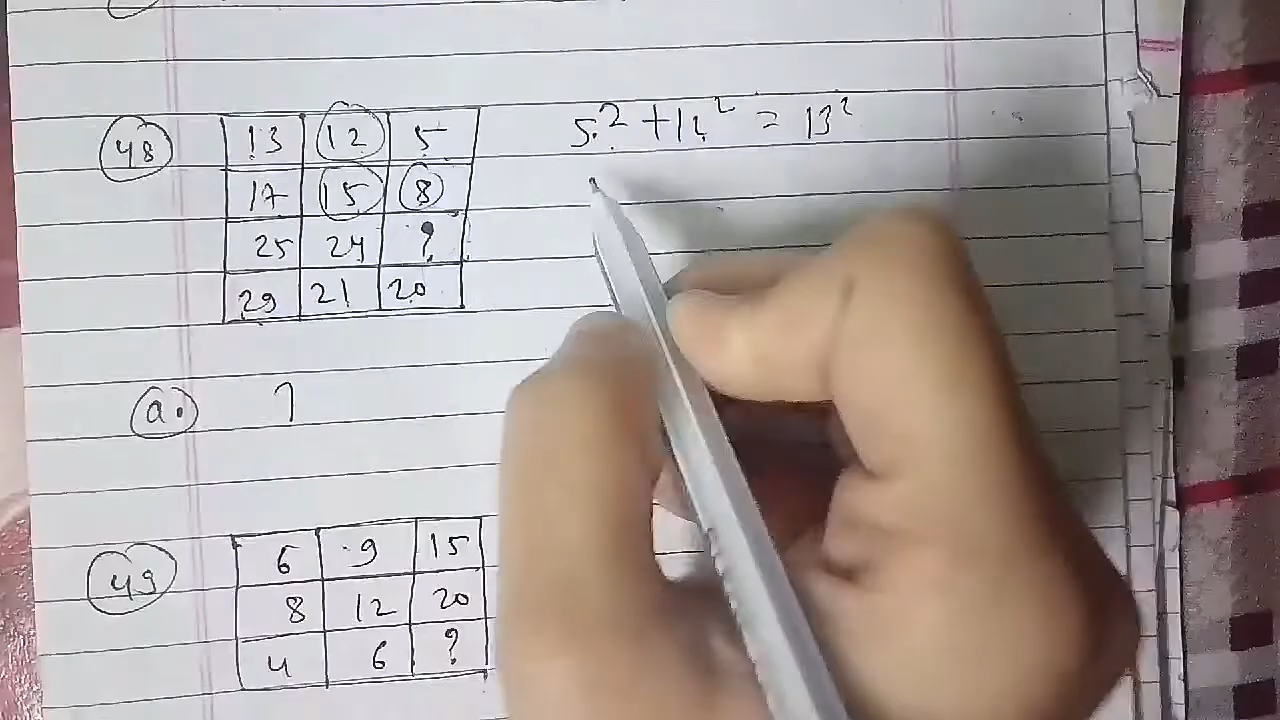 48 13 12 5 5² + 12² = 13²
17 15 8
25 24 ?
29 21 20
a. 7
49 6 9 15
8 12 20
4 6 ?